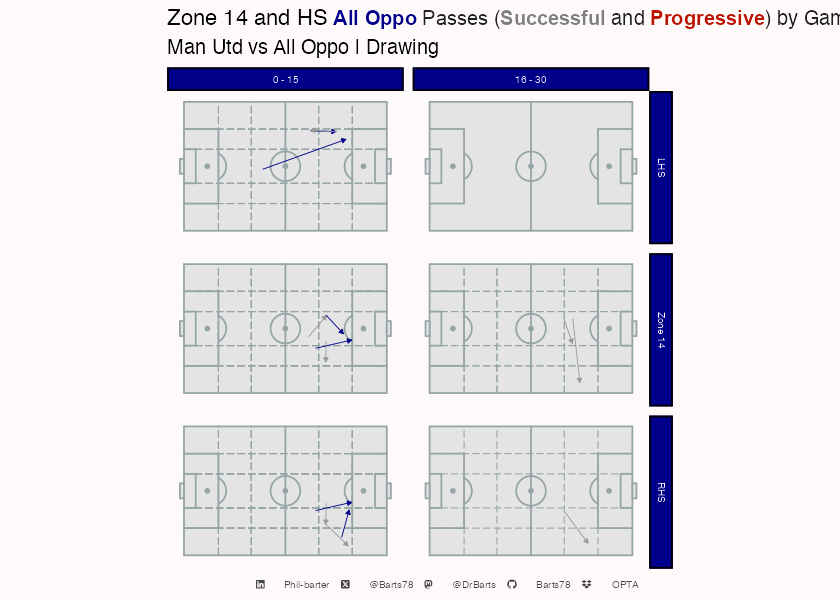 Zone 14 and HS All Oppo Passes (Successful and Progressive) by Gam
Man Utd vs All Oppo | Drawing
0 - 15 16 - 30
LHS
Zone 14
RHS
Phil-barter @Barts78 @DrBarts Barts78 OPTA